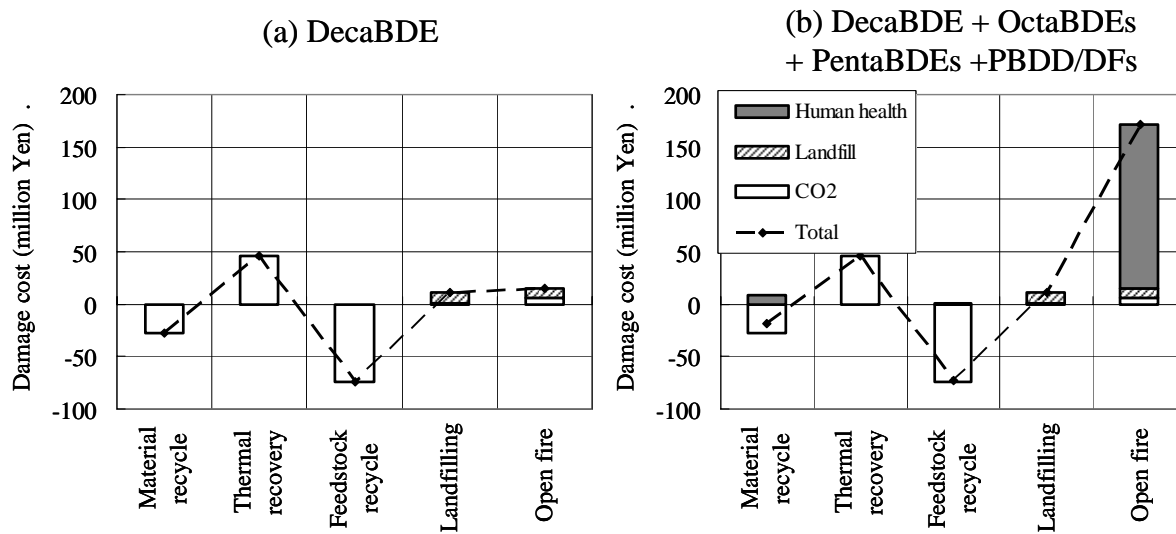 (a) DecaBDE
Damage cost (million Yen) .
200
150
100
50
0
-50
-100
Material
recycle
Thermal
recovery
Feedstock
recycle
Landfilling
Open fire
(b) DecaBDE + OctaBDEs
+ PentaBDEs +PBDD/DFs
Damage cost (million Yen) .
200
150
100
50
0
-50
-100
Human health
Landfill
CO2
Total
Material
recycle
Thermal
recovery
Feedstock
recycle
Landfilling
Open fire